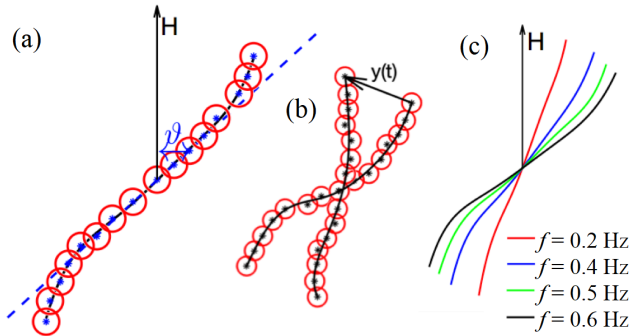 (a)
H
ϑ
(b)
y(t)
(c)
H
f = 0.2 Hz
f = 0.4 Hz
f = 0.5 Hz
f = 0.6 Hz